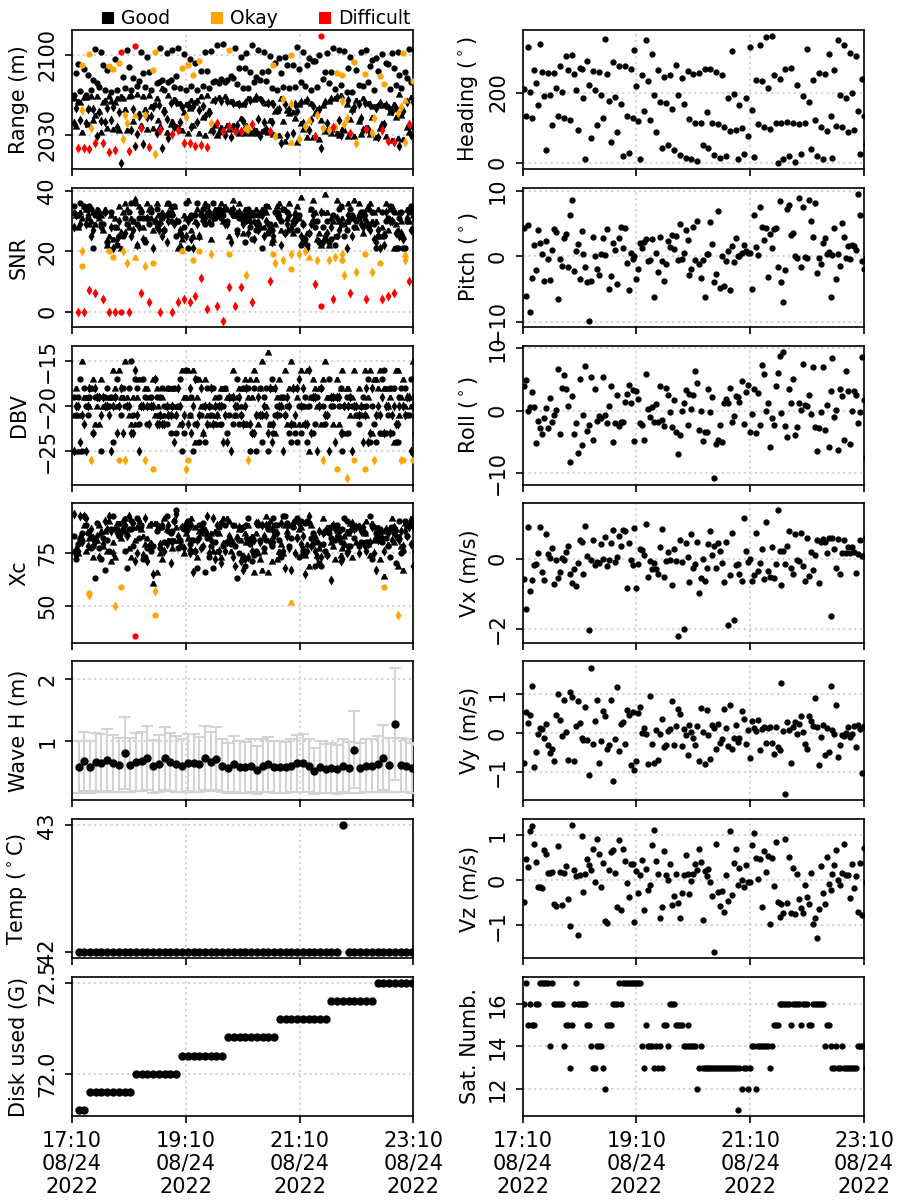 Good Okay Difficult
Range (m)
2100
2030
Heading (°)
200
0
SNR
40
20
0
Pitch (°)
10
0
−10
DBV
−15
−20
−25
Roll (°)
10
0
−10
Xc
75
50
Vx (m/s)
0
−2
Wave H (m)
2
1
Vy (m/s)
1
0
−1
Temp (°C)
43
42
Vz (m/s)
1
0
−1
Disk used (G)
72.5
72.0
Sat. Numb.
16
14
12
17:10 19:10 21:10 23:10
08/24 08/24 08/24 08/24
2022 2022 2022 2022
17:10 19:10 21:10 23:10
08/24 08/24 08/24 08/24
2022 2022 2022 2022